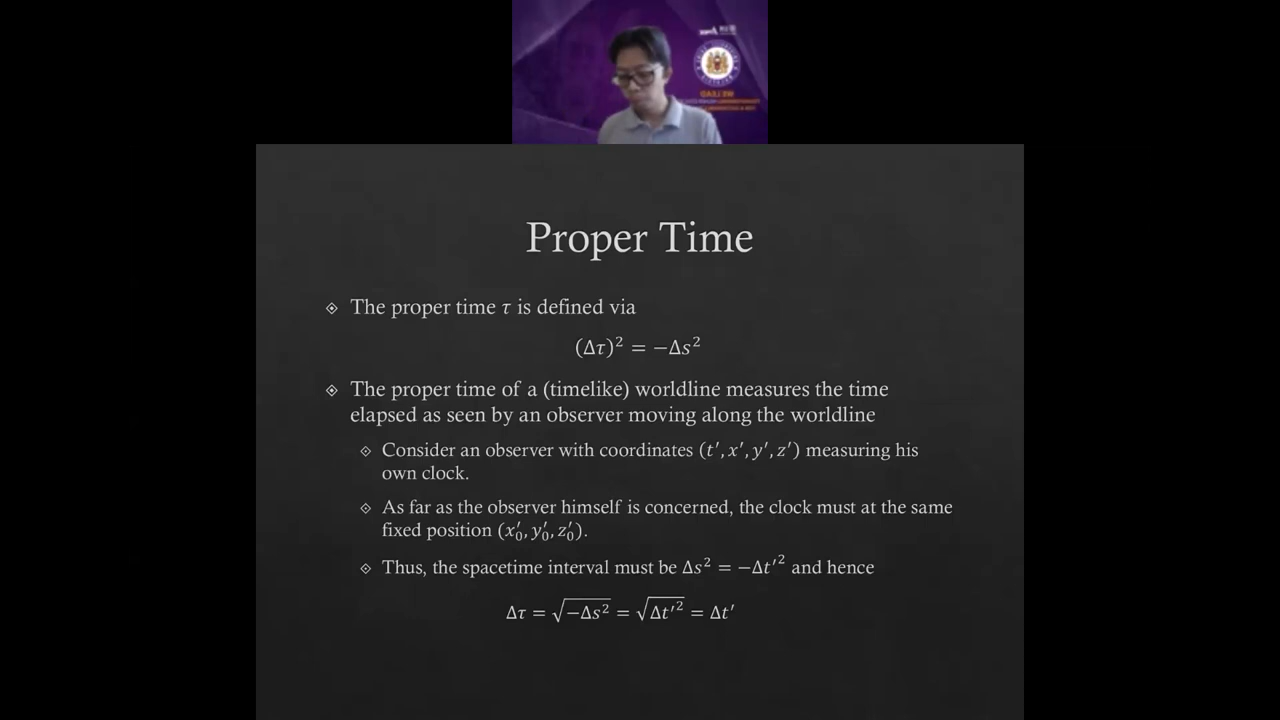 WE LEAD
Proper Time
The proper time τ is defined via
(Δτ)² = −Δs²
The proper time of a (timelike) worldline measures the time
elapsed as seen by an observer moving along the worldline
Consider an observer with coordinates (t′, x′, y′, z′) measuring his
own clock.
As far as the observer himself is concerned, the clock must at the same
fixed position (x′₀, y′₀, z′₀).
Thus, the spacetime interval must be Δs² = −Δt′² and hence
Δτ = √−Δs² = √Δt′² = Δt′